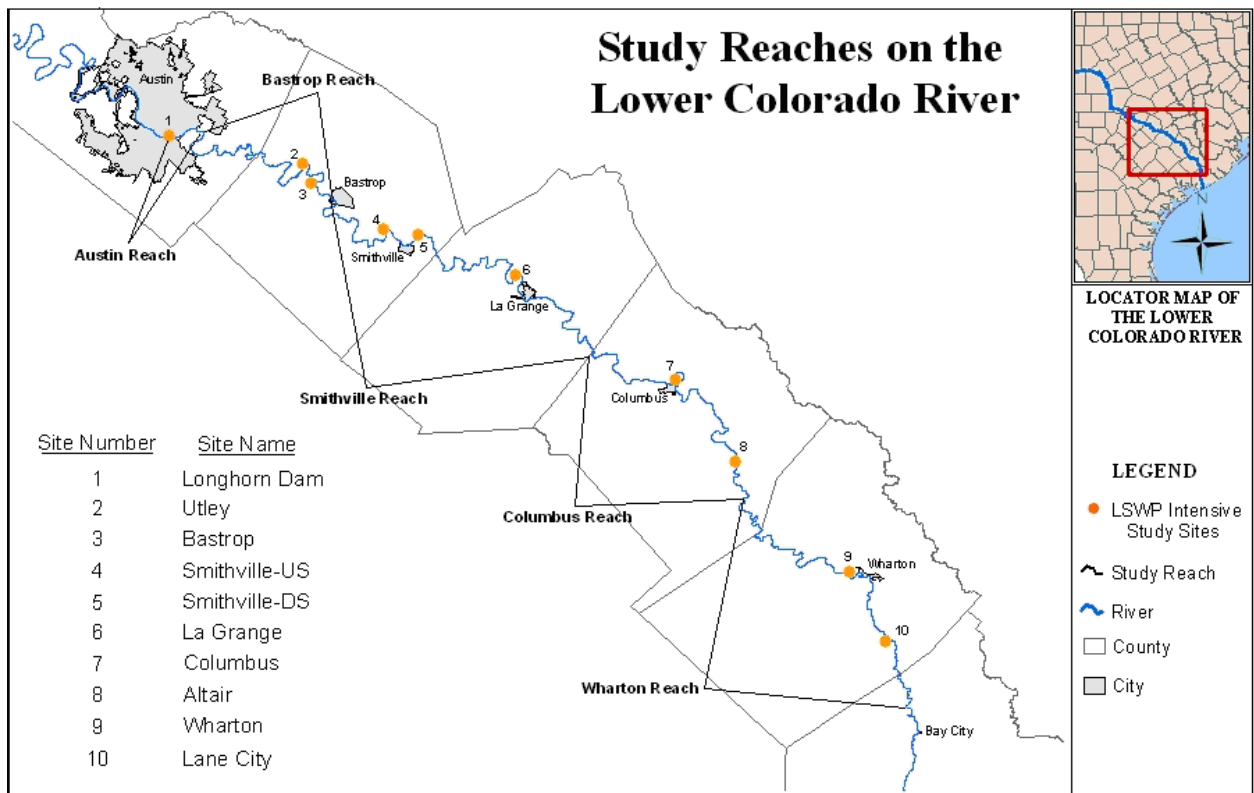 Study Reaches on the
Lower Colorado River
Austin
Bastrop Reach
1
2
3
Bastrop
Austin Reach
4
Smithville
5
6
La Grange
Smithville Reach
7
Columbus
8
Columbus Reach
9
Wharton
10
Wharton Reach
Bay City
Site Number Site Name
1 Longhorn Dam
2 Utley
3 Bastrop
4 Smithville-US
5 Smithville-DS
6 La Grange
7 Columbus
8 Altair
9 Wharton
10 Lane City
N
LOCATOR MAP OF
THE LOWER
COLORADO RIVER
LEGEND
LSWP Intensive
Study Sites
Study Reach
River
County
City